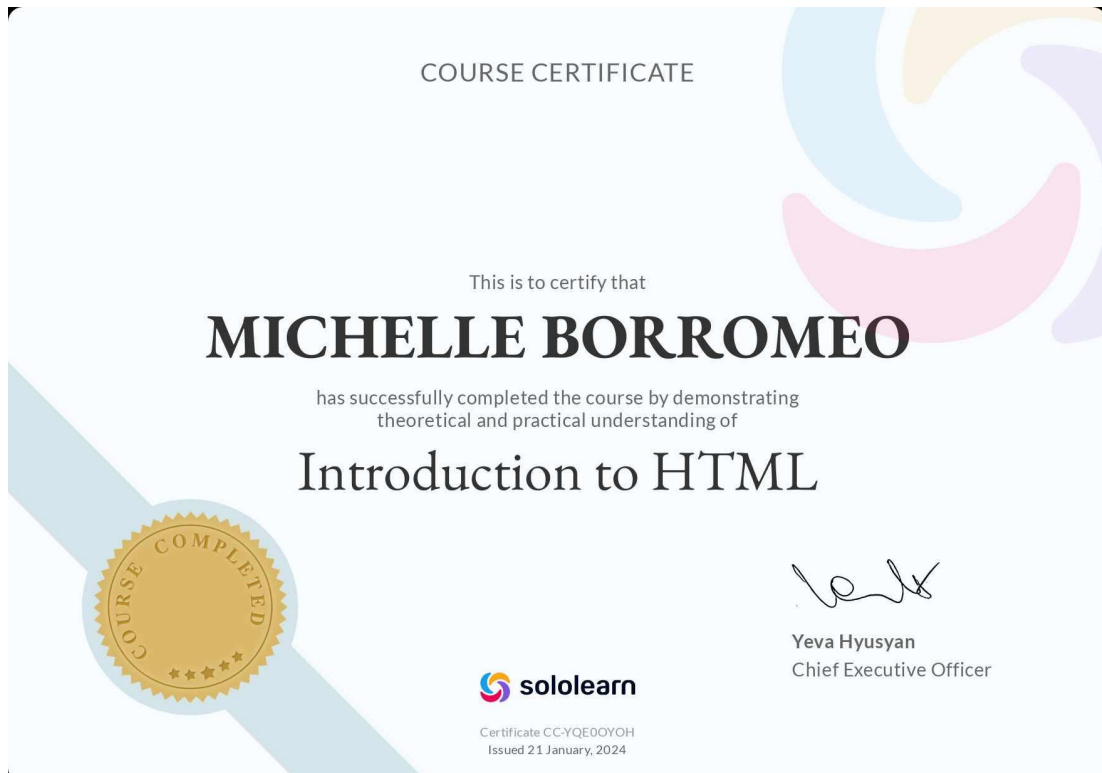 COURSE CERTIFICATE
This is to certify that
MICHELLE BORROMEO
has successfully completed the course by demonstrating
theoretical and practical understanding of
Introduction to HTML
COURSE COMPLETED
Yeva Hyusyan
Chief Executive Officer
sololearn
Certificate CC-YQE0OYOH
Issued 21 January, 2024